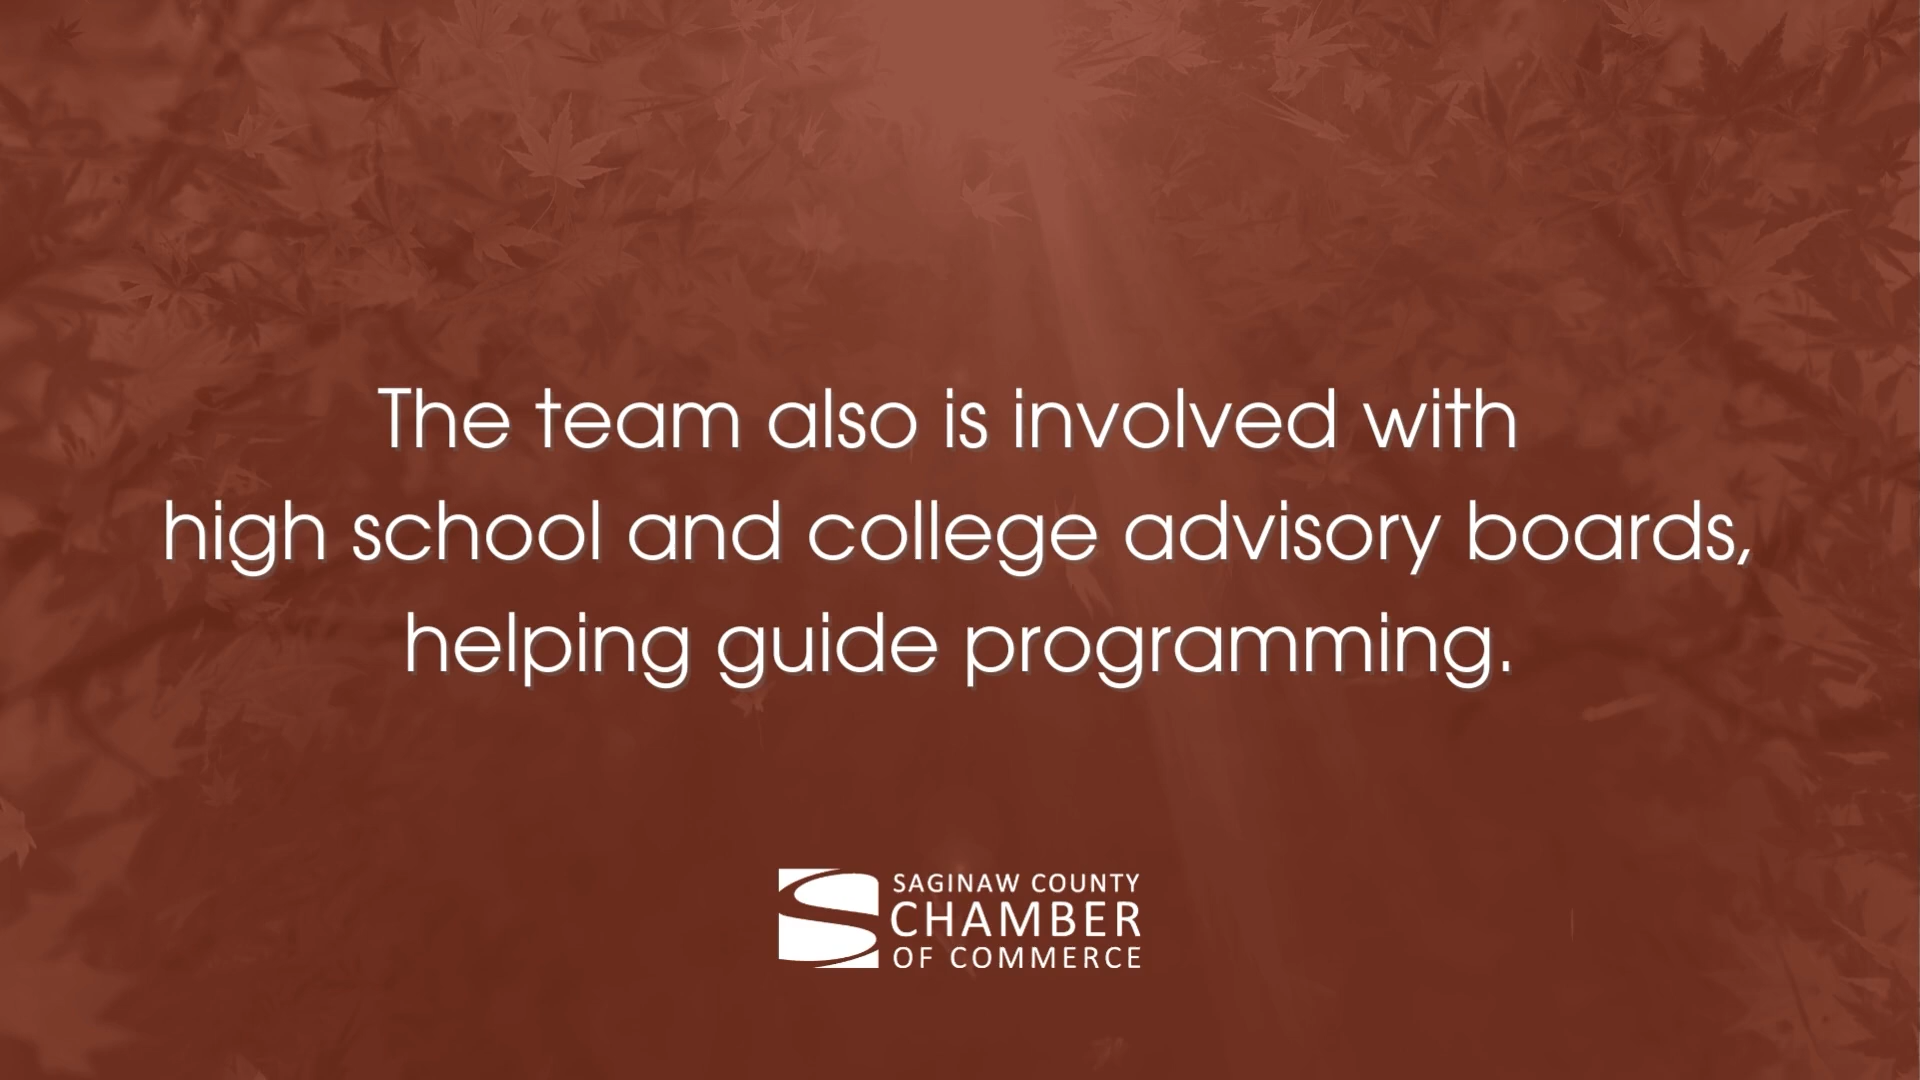 The team also is involved with
high school and college advisory boards,
helping guide programming.
SAGINAW COUNTY
CHAMBER
OF COMMERCE